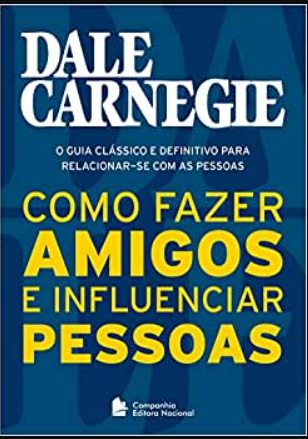 DALE
CARNEGIE
O GUIA CLÁSSICO E DEFINITIVO PARA
RELACIONAR-SE COM AS PESSOAS
COMO FAZER
AMIGOS
E INFLUENCIAR
PESSOAS
Companhia
Editora Nacional